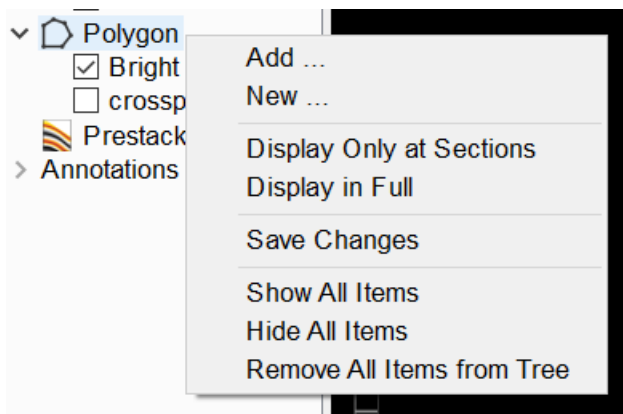 Polygon
Bright
crossp
Prestack
Annotations
Add ...
New ...
Display Only at Sections
Display in Full
Save Changes
Show All Items
Hide All Items
Remove All Items from Tree